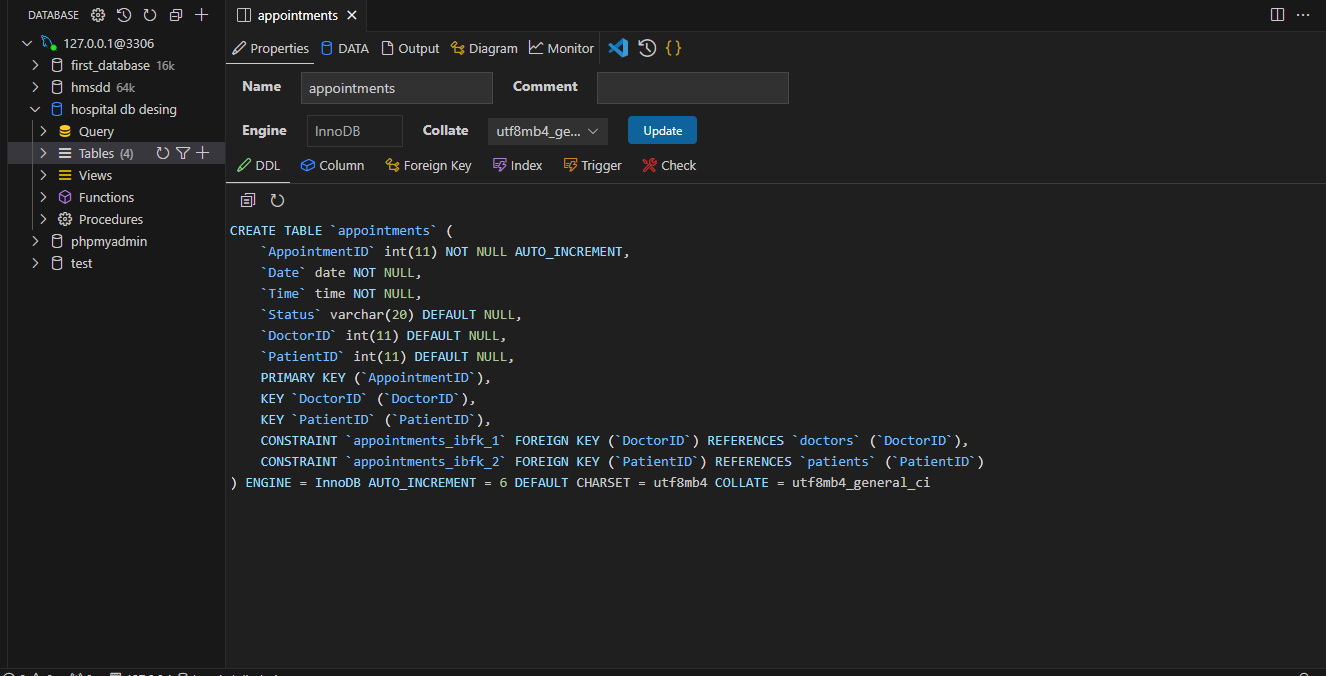 DATABASE
127.0.0.1@3306
first_database 16k
hmsdd 64k
hospital db desing
Query
Tables (4)
Views
Functions
Procedures
phpmyadmin
test
appointments
Properties DATA Output Diagram Monitor
Name appointments Comment
Engine InnoDB Collate utf8mb4_ge... Update
DDL Column Foreign Key Index Trigger Check
CREATE TABLE `appointments` (
`AppointmentID` int(11) NOT NULL AUTO_INCREMENT,
`Date` date NOT NULL,
`Time` time NOT NULL,
`Status` varchar(20) DEFAULT NULL,
`DoctorID` int(11) DEFAULT NULL,
`PatientID` int(11) DEFAULT NULL,
PRIMARY KEY (`AppointmentID`),
KEY `DoctorID` (`DoctorID`),
KEY `PatientID` (`PatientID`),
CONSTRAINT `appointments_ibfk_1` FOREIGN KEY (`DoctorID`) REFERENCES `doctors` (`DoctorID`),
CONSTRAINT `appointments_ibfk_2` FOREIGN KEY (`PatientID`) REFERENCES `patients` (`PatientID`)
) ENGINE = InnoDB AUTO_INCREMENT = 6 DEFAULT CHARSET = utf8mb4 COLLATE = utf8mb4_general_ci